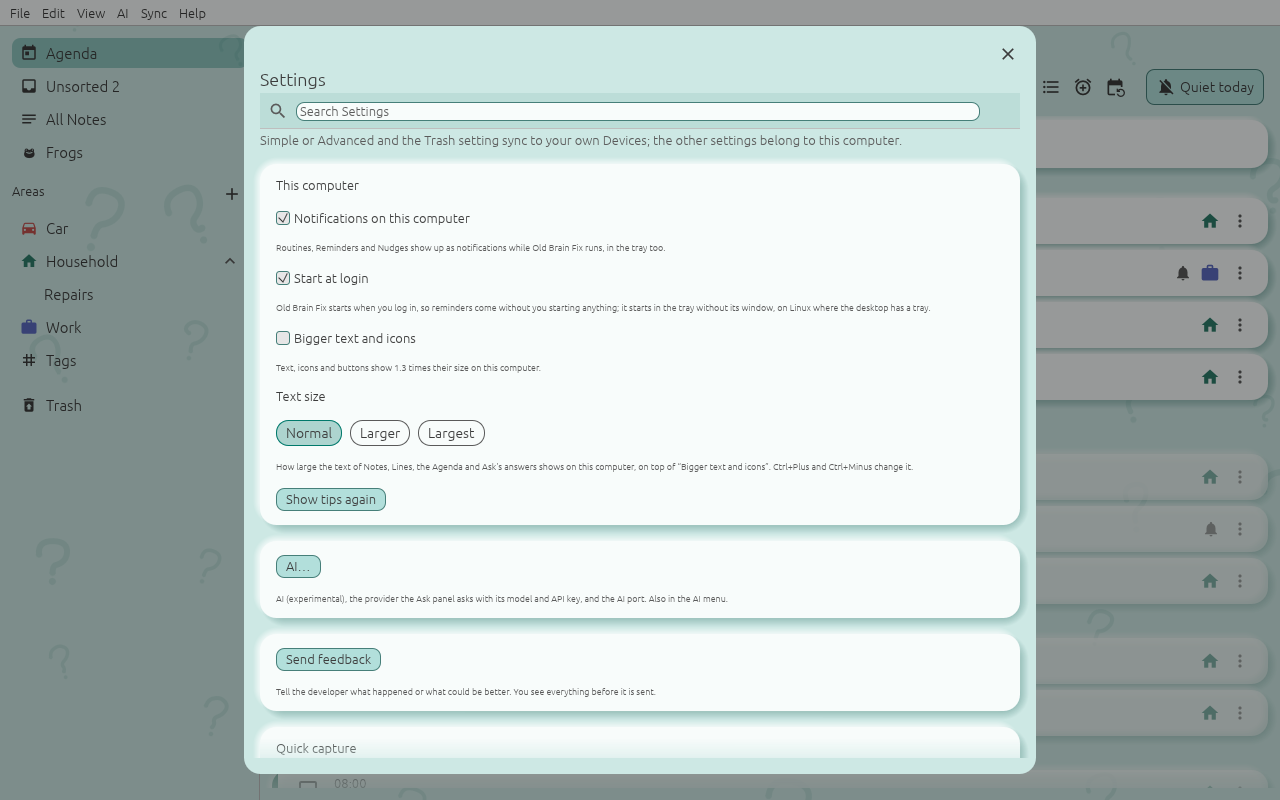 File Edit View AI Sync Help
Agenda
Unsorted 2
All Notes
Frogs
Areas
Car
Household
Repairs
Work
Tags
Trash
Quiet today
Settings
Search Settings
Simple or Advanced and the Trash setting sync to your own Devices; the other settings belong to this computer.
This computer
Notifications on this computer
Routines, Reminders and Nudges show up as notifications while Old Brain Fix runs, in the tray too.
Start at login
Old Brain Fix starts when you log in, so reminders come without you starting anything; it starts in the tray without its window, on Linux where the desktop has a tray.
Bigger text and icons
Text, icons and buttons show 1.3 times their size on this computer.
Text size
Normal Larger Largest
How large the text of Notes, Lines, the Agenda and Ask's answers shows on this computer, on top of "Bigger text and icons". Ctrl+Plus and Ctrl+Minus change it.
Show tips again
AI…
AI (experimental), the provider the Ask panel asks with its model and API key, and the AI port. Also in the AI menu.
Send feedback
Tell the developer what happened or what could be better. You see everything before it is sent.
Quick capture
08:00